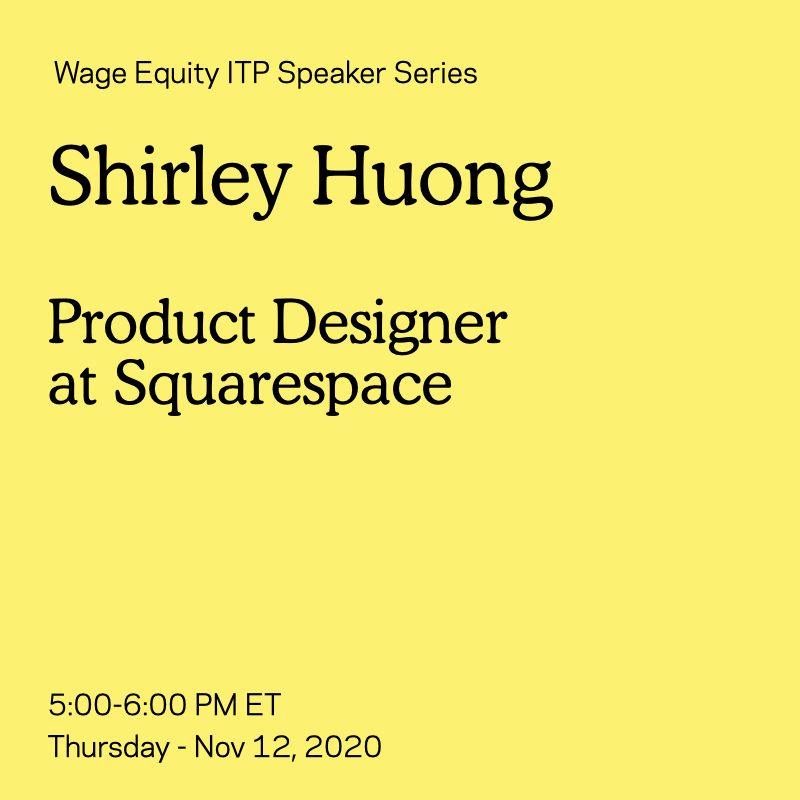 Wage Equity ITP Speaker Series
Shirley Huong
Product Designer
at Squarespace
5:00-6:00 PM ET
Thursday - Nov 12, 2020